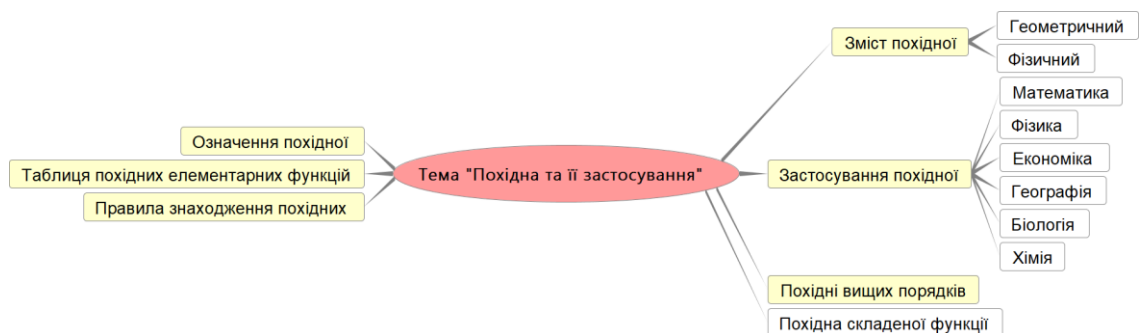 Геометричний
Зміст похідної
Фізичний
Математика
Означення похідної
Фізика
Таблиця похідних елементарних функцій
Тема "Похідна та її застосування"
Застосування похідної
Економіка
Правила знаходження похідних
Географія
Біологія
Хімія
Похідні вищих порядків
Похідна складеної функції